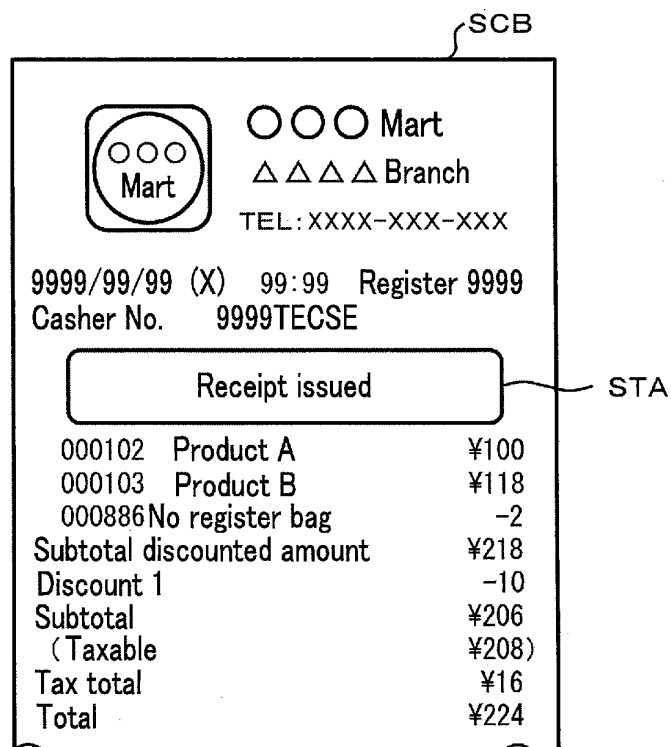 SCB
○○○ Mart
○○○
Mart
△△△△ Branch
TEL:XXXX-XXX-XXX
9999/99/99 (X) 99:99 Register 9999
Casher No. 9999TECSE
Receipt issued
STA
000102 Product A ¥100
000103 Product B ¥118
000886No register bag -2
Subtotal discounted amount ¥218
Discount 1 -10
Subtotal ¥206
(Taxable ¥208)
Tax total ¥16
Total ¥224